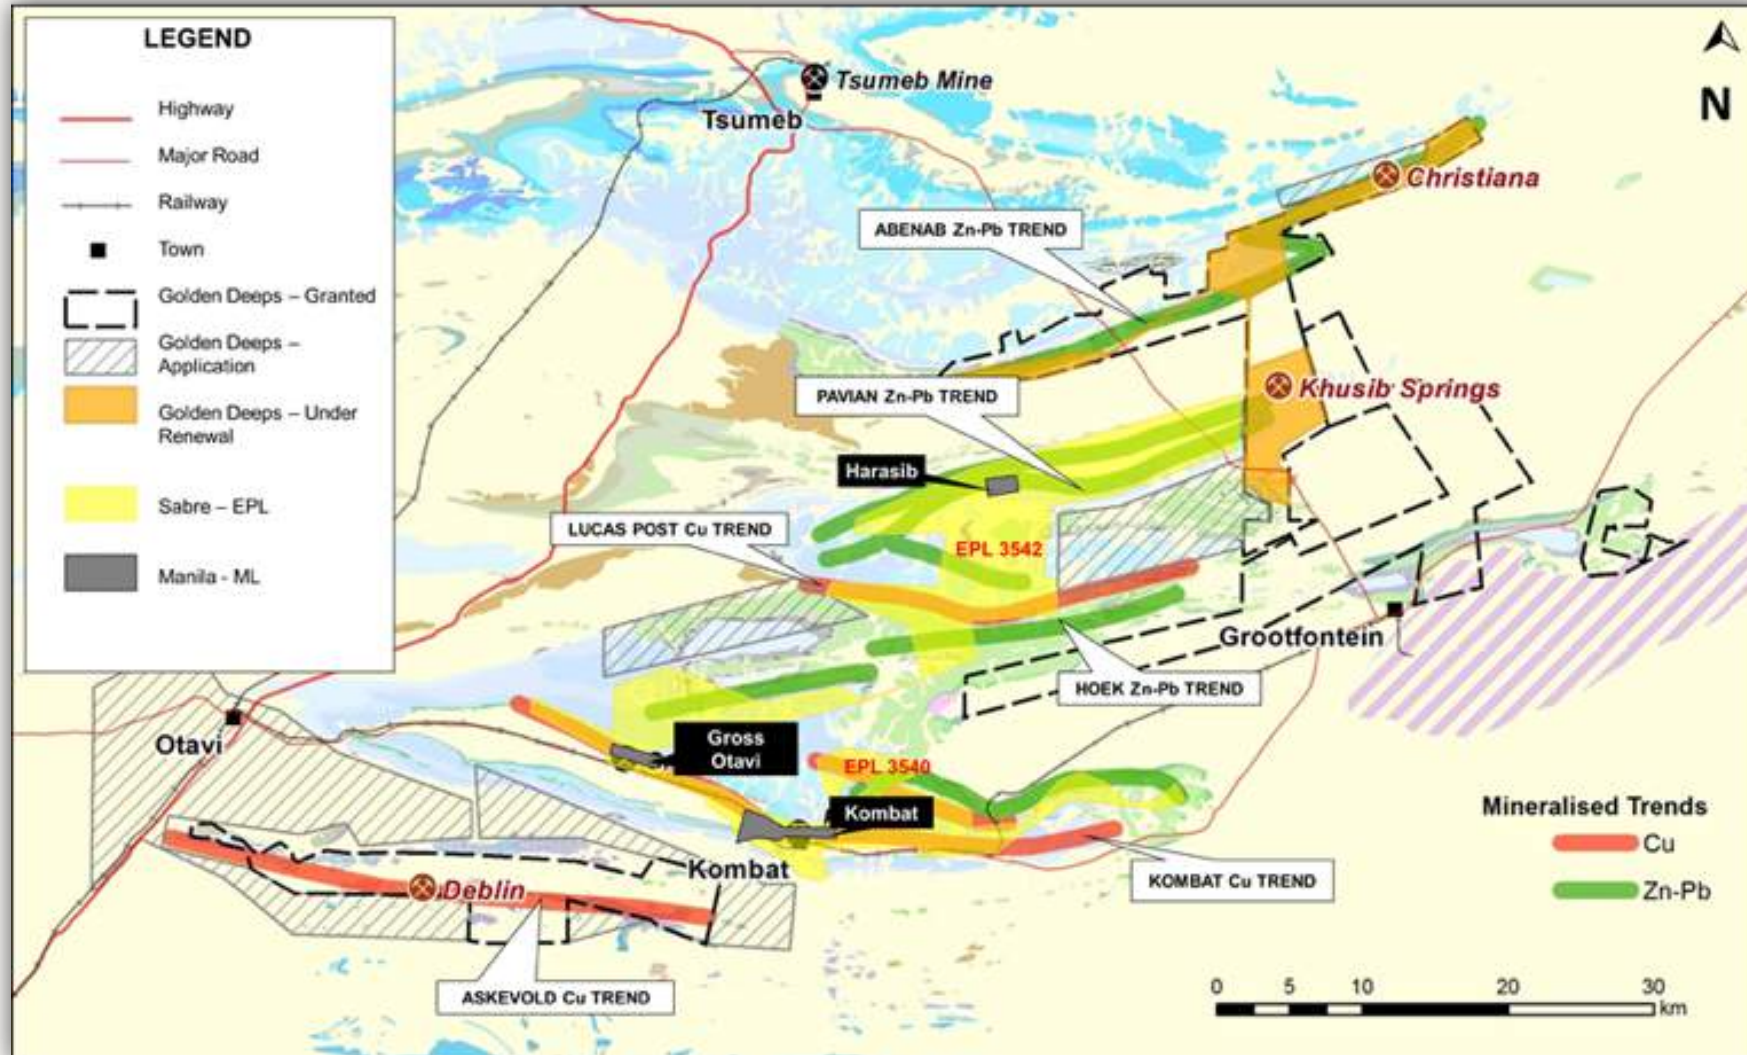 LEGEND
Highway
Major Road
Railway
Town
Golden Deeps – Granted
Golden Deeps –
Application
Golden Deeps – Under
Renewal
Sabre – EPL
Manila - ML
Tsumeb Mine
Tsumeb
N
Christiana
ABENAB Zn-Pb TREND
PAVIAN Zn-Pb TREND
Khusib Springs
Harasib
LUCAS POST Cu TREND
EPL 3542
Grootfontein
HOEK Zn-Pb TREND
Otavi
Gross
Otavi
EPL 3540
Kombat
Kombat
Deblin
KOMBAT Cu TREND
ASKEVOLD Cu TREND
Mineralised Trends
Cu
Zn-Pb
0 5 10 20 30
km